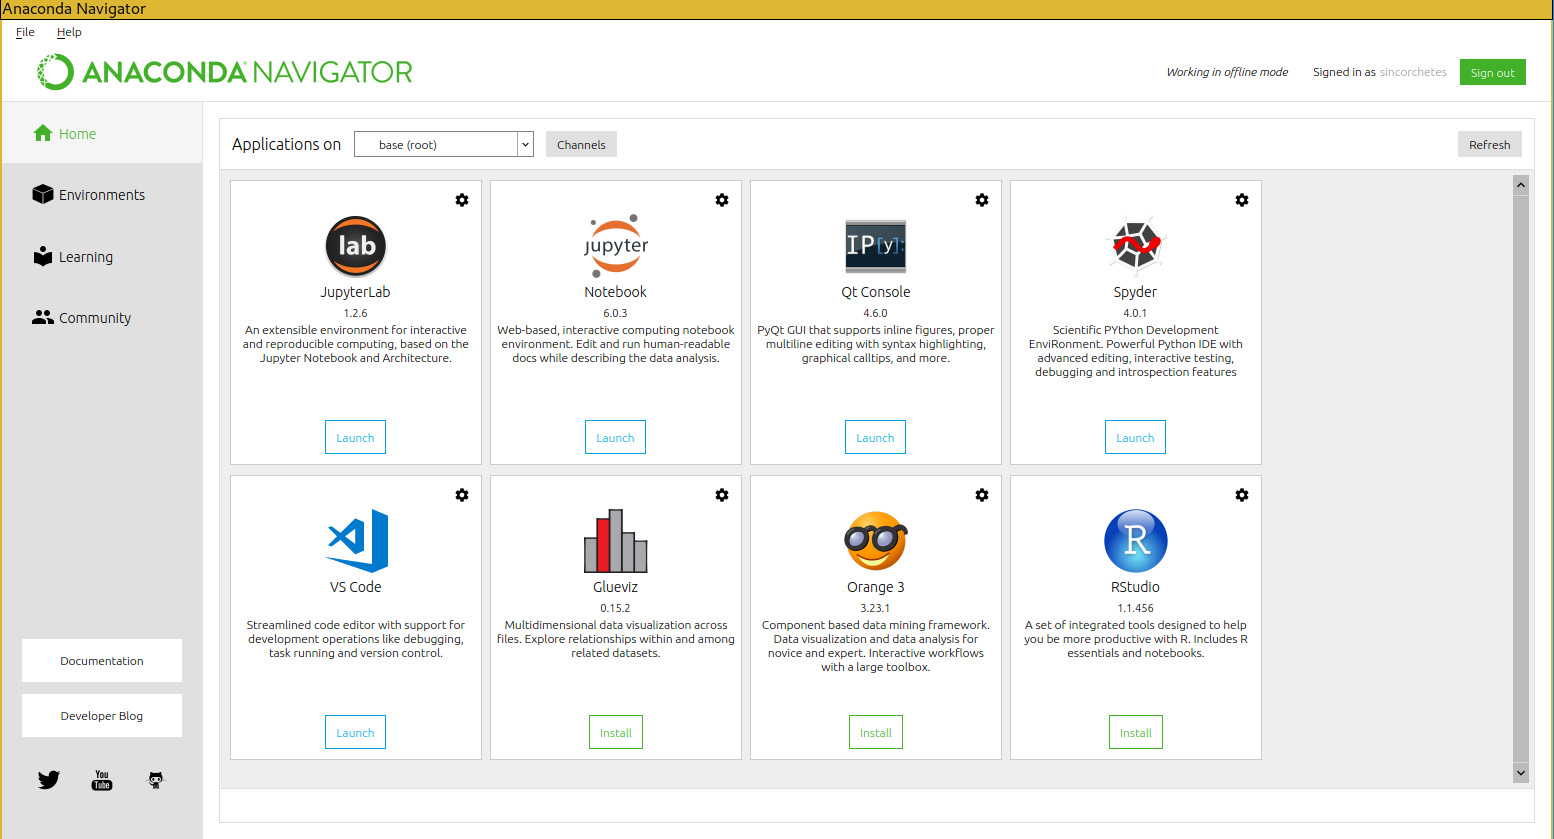 Anaconda Navigator
File Help
ANACONDA NAVIGATOR
Working in offline mode
Signed in as sincorchetes
Sign out
Home
Environments
Learning
Community
Documentation
Developer Blog
You
Tube
Applications on
base (root)
Channels
Refresh
lab
JupyterLab
1.2.6
An extensible environment for interactive
and reproducible computing, based on the
Jupyter Notebook and Architecture.
Launch
jupyter
Notebook
6.0.3
Web-based, interactive computing notebook
environment. Edit and run human-readable
docs while describing the data analysis.
Launch
IP[y]:
Qt Console
4.6.0
PyQt GUI that supports inline figures, proper
multiline editing with syntax highlighting,
graphical calltips, and more.
Launch
Spyder
4.0.1
Scientific PYthon Development
EnviRonment. Powerful Python IDE with
advanced editing, interactive testing,
debugging and introspection features
Launch
VS Code
Streamlined code editor with support for
development operations like debugging,
task running and version control.
Launch
Glueviz
0.15.2
Multidimensional data visualization across
files. Explore relationships within and among
related datasets.
Install
Orange 3
3.23.1
Component based data mining framework.
Data visualization and data analysis for
novice and expert. Interactive workflows
with a large toolbox.
Install
R
RStudio
1.1.456
A set of integrated tools designed to help
you be more productive with R. Includes R
essentials and notebooks.
Install